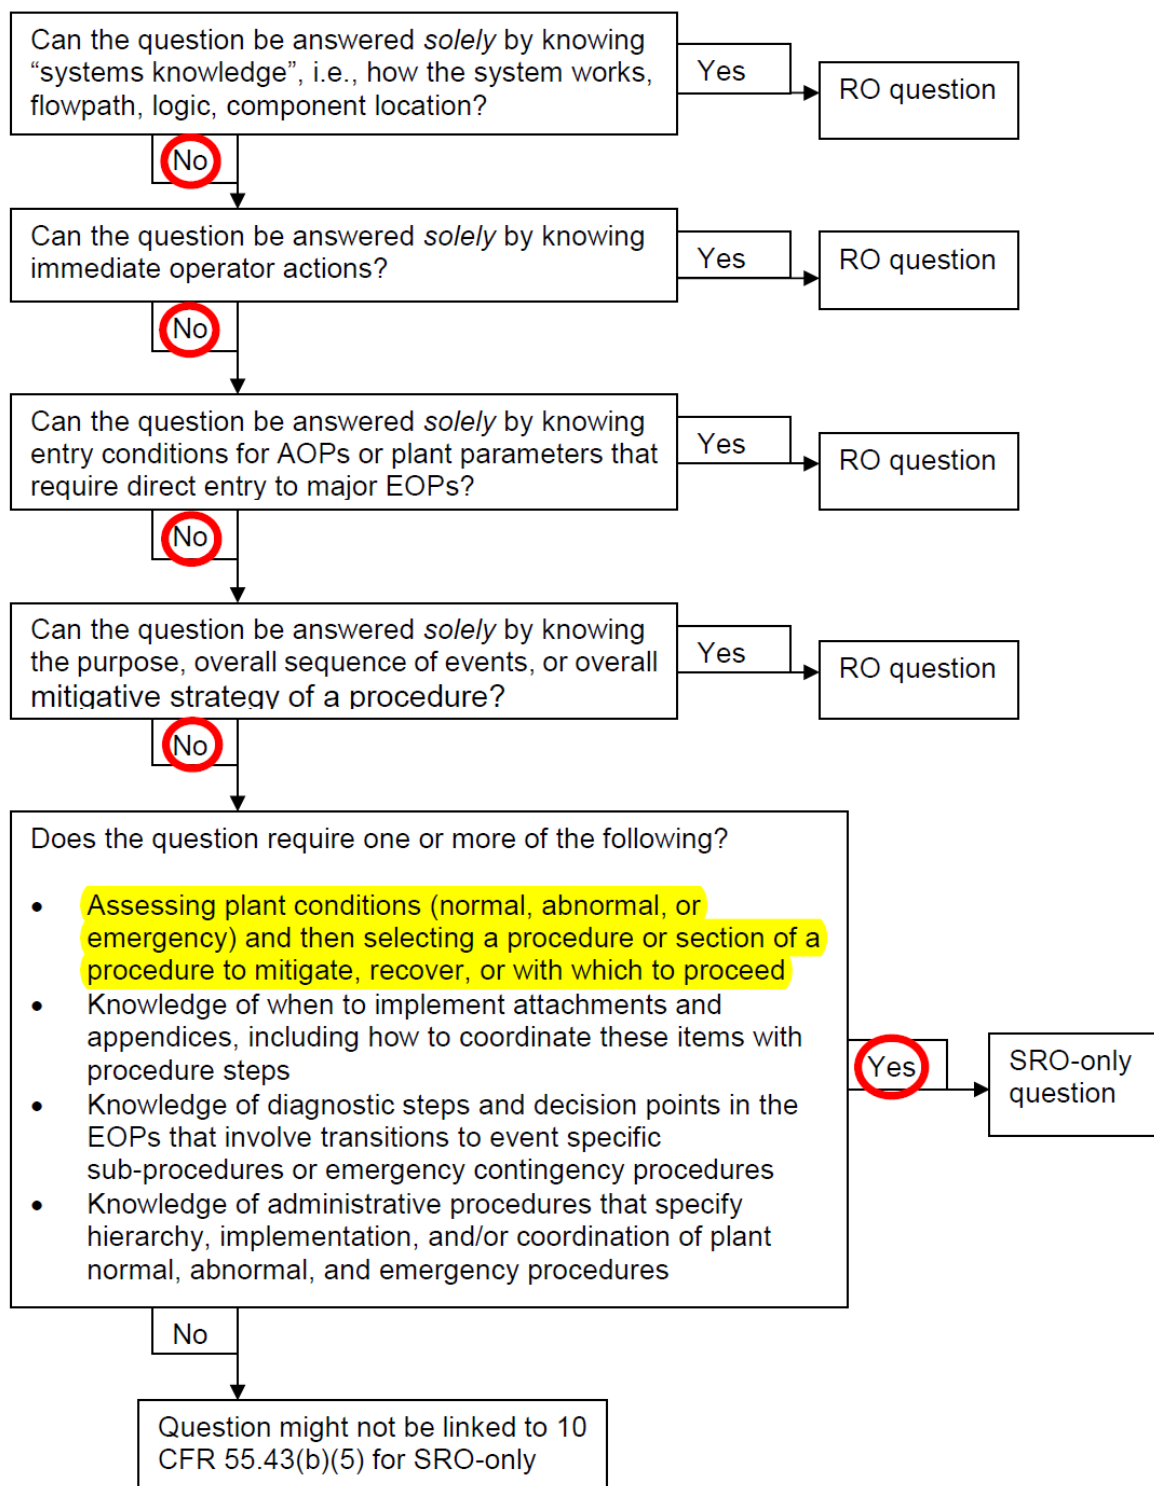 Can the question be answered solely by knowing
“systems knowledge”, i.e., how the system works,
flowpath, logic, component location?
Yes
RO question
No
Can the question be answered solely by knowing
immediate operator actions?
Yes
RO question
No
Can the question be answered solely by knowing
entry conditions for AOPs or plant parameters that
require direct entry to major EOPs?
Yes
RO question
No
Can the question be answered solely by knowing
the purpose, overall sequence of events, or overall
mitigative strategy of a procedure?
Yes
RO question
No
Does the question require one or more of the following?
• Assessing plant conditions (normal, abnormal, or
emergency) and then selecting a procedure or section of a
procedure to mitigate, recover, or with which to proceed
• Knowledge of when to implement attachments and
appendices, including how to coordinate these items with
procedure steps
• Knowledge of diagnostic steps and decision points in the
EOPs that involve transitions to event specific
sub-procedures or emergency contingency procedures
• Knowledge of administrative procedures that specify
hierarchy, implementation, and/or coordination of plant
normal, abnormal, and emergency procedures
Yes
SRO-only
question
No
Question might not be linked to 10
CFR 55.43(b)(5) for SRO-only